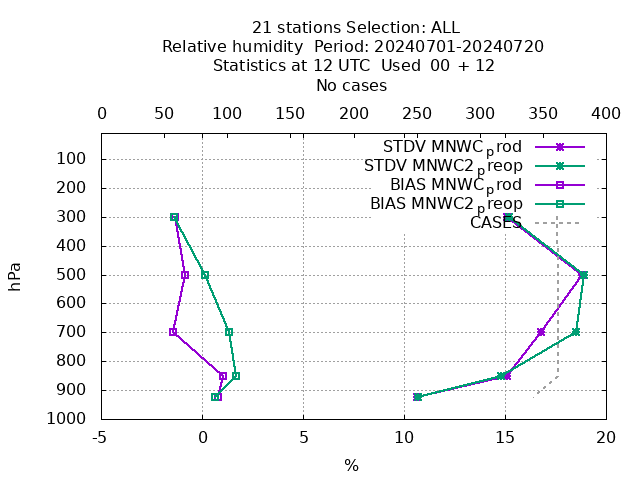 21 stations Selection: ALL
Relative humidity  Period: 20240701-20240720
Statistics at 12 UTC  Used  00 + 12
No cases
0 50 100 150 200 250 300 350 400
STDV MNWC_prod
STDV MNWC2_preop
BIAS MNWC_prod
BIAS MNWC2_preop
CASES
100
200
300
400
500
600
700
800
900
1000
hPa
-5 0 5 10 15 20
%